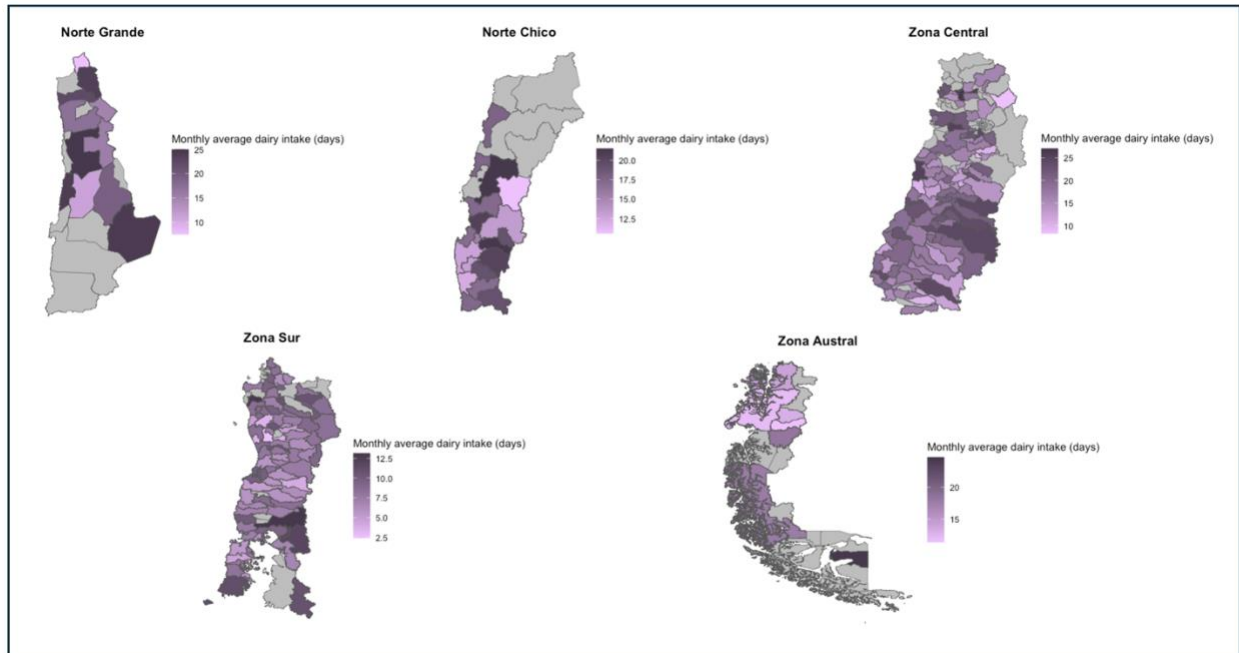 Norte Grande
Monthly average dairy intake (days)
25
20
15
10
Norte Chico
Monthly average dairy intake (days)
20.0
17.5
15.0
12.5
Zona Central
Monthly average dairy intake (days)
25
20
15
10
Zona Sur
Monthly average dairy intake (days)
12.5
10.0
7.5
5.0
2.5
Zona Austral
Monthly average dairy intake (days)
20
15